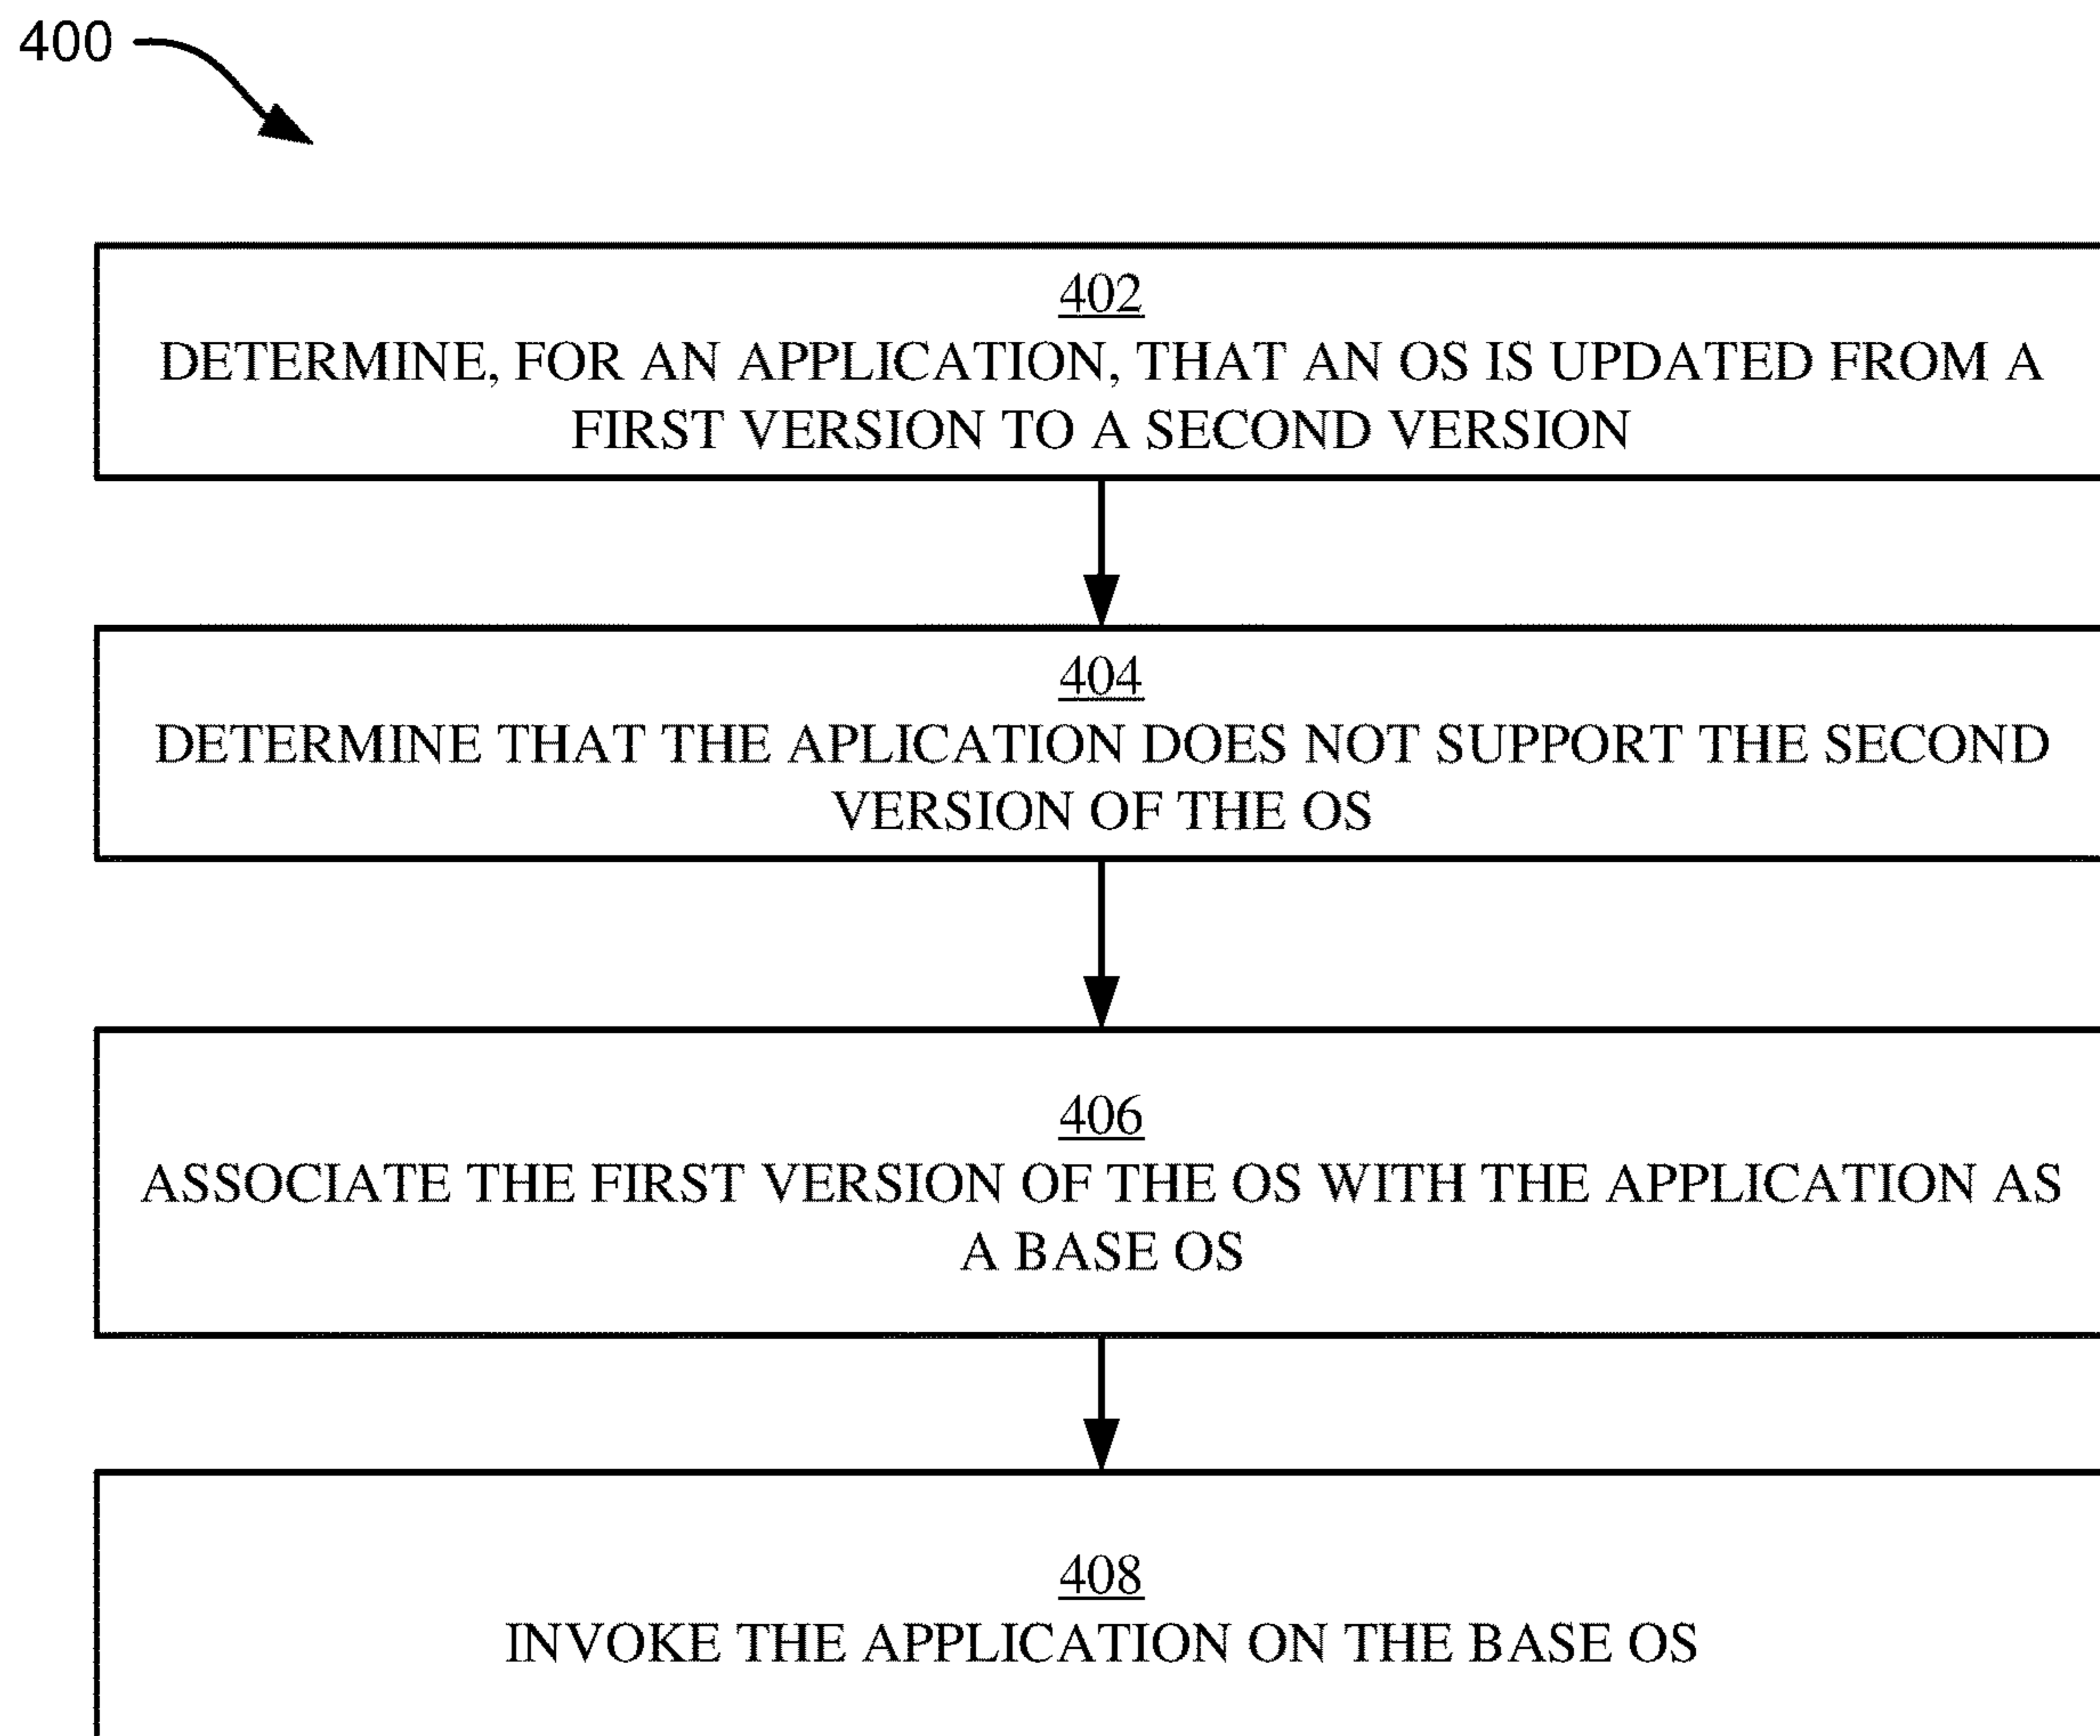 400
402
DETERMINE, FOR AN APPLICATION, THAT AN OS IS UPDATED FROM A
FIRST VERSION TO A SECOND VERSION
404
DETERMINE THAT THE APLICATION DOES NOT SUPPORT THE SECOND
VERSION OF THE OS
406
ASSOCIATE THE FIRST VERSION OF THE OS WITH THE APPLICATION AS
A BASE OS
408
INVOKE THE APPLICATION ON THE BASE OS